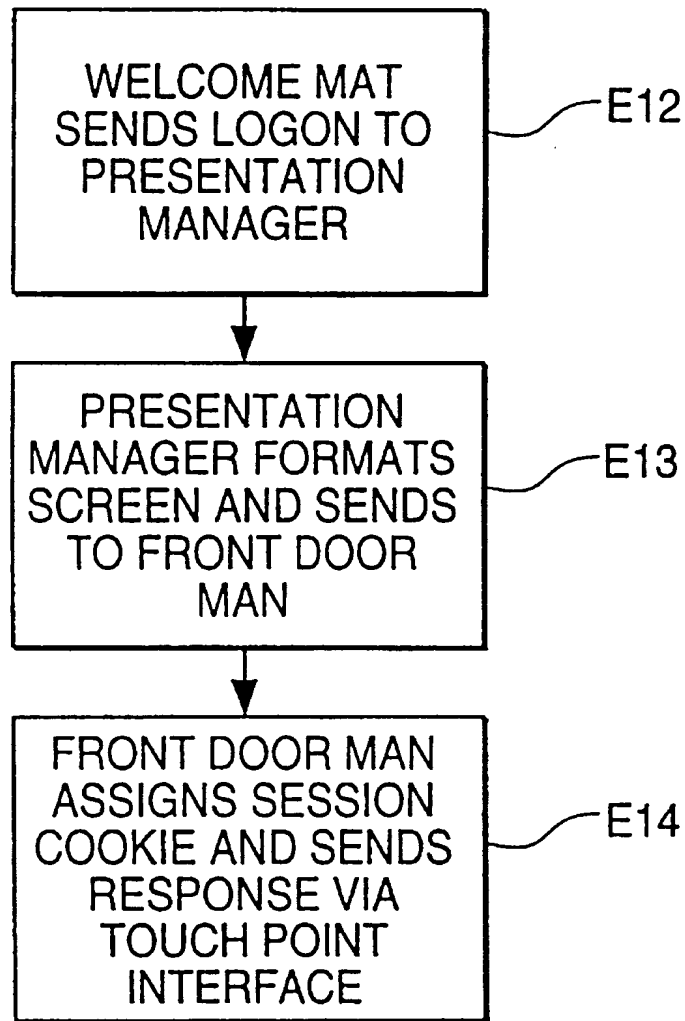 WELCOME MAT
SENDS LOGON TO
PRESENTATION
MANAGER
E12
PRESENTATION
MANAGER FORMATS
SCREEN AND SENDS
TO FRONT DOOR
MAN
E13
FRONT DOOR MAN
ASSIGNS SESSION
COOKIE AND SENDS
RESPONSE VIA
TOUCH POINT
INTERFACE
E14